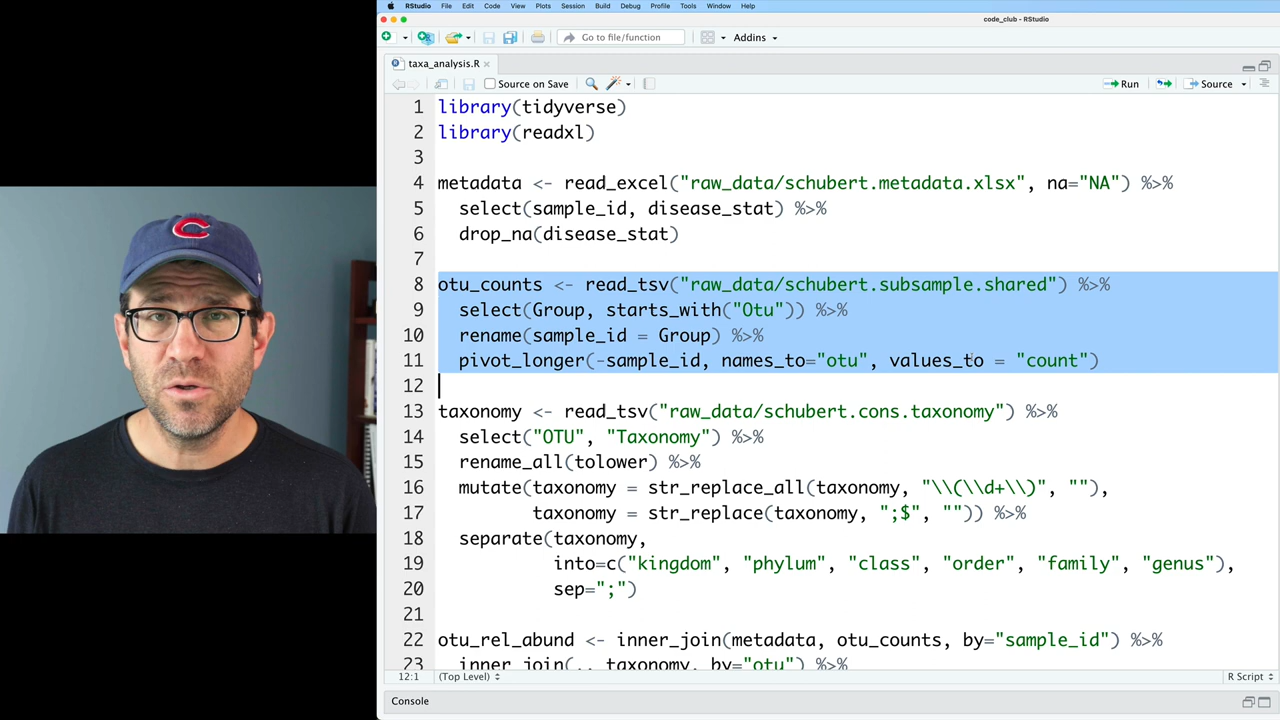 RStudio File Edit Code View Plots Session Build Debug Profile Tools Window Help
code_club - RStudio
Go to file/function Addins
taxa_analysis.R
Source on Save Run Source
1 library(tidyverse)
2 library(readxl)
3
4 metadata <- read_excel("raw_data/schubert.metadata.xlsx", na="NA") %>%
5 select(sample_id, disease_stat) %>%
6 drop_na(disease_stat)
7
8 otu_counts <- read_tsv("raw_data/schubert.subsample.shared") %>%
9 select(Group, starts_with("Otu")) %>%
10 rename(sample_id = Group) %>%
11 pivot_longer(-sample_id, names_to="otu", values_to = "count")
12
13 taxonomy <- read_tsv("raw_data/schubert.cons.taxonomy") %>%
14 select("OTU", "Taxonomy") %>%
15 rename_all(tolower) %>%
16 mutate(taxonomy = str_replace_all(taxonomy, "\\(\\d+\\)", ""),
17 taxonomy = str_replace(taxonomy, ";$", "")) %>%
18 separate(taxonomy,
19 into=c("kingdom", "phylum", "class", "order", "family", "genus"),
20 sep=";")
21
22 otu_rel_abund <- inner_join(metadata, otu_counts, by="sample_id") %>%
23 inner_join(., taxonomy, by="otu") %>%
12:1 (Top Level) R Script
Console
C